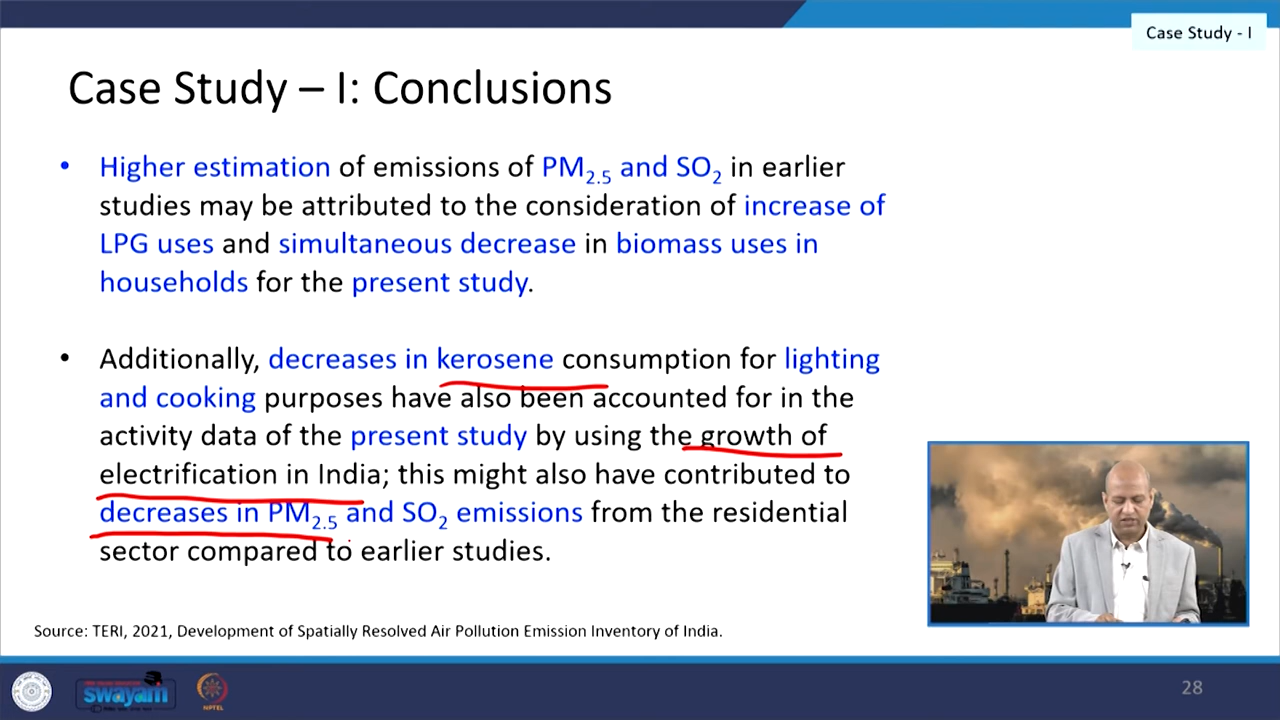 Case Study - I
Case Study – I: Conclusions
• Higher estimation of emissions of PM2.5 and SO2 in earlier
studies may be attributed to the consideration of increase of
LPG uses and simultaneous decrease in biomass uses in
households for the present study.
• Additionally, decreases in kerosene consumption for lighting
and cooking purposes have also been accounted for in the
activity data of the present study by using the growth of
electrification in India; this might also have contributed to
decreases in PM2.5 and SO2 emissions from the residential
sector compared to earlier studies.
Source: TERI, 2021, Development of Spatially Resolved Air Pollution Emission Inventory of India.
swayam
NPTEL
28